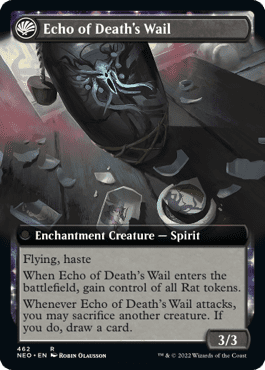 Echo of Death's Wail
Enchantment Creature — Spirit
Flying, haste
When Echo of Death's Wail enters the
battlefield, gain control of all Rat tokens.
Whenever Echo of Death's Wail attacks,
you may sacrifice another creature. If
you do, draw a card.
3/3
462 R
NEO • EN Robin Olausson
™ & © 2022 Wizards of the Coast